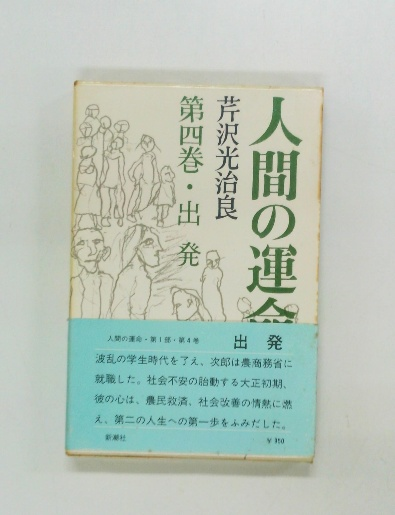 人間の運命
芹沢光治良
第四巻・出発
人間の運命・第Ⅰ部・第4巻
出発
波乱の学生時代を了え、次郎は農商務省に
就職した。社会不安の胎動する大正初期、
彼の心は、農民救済、社会改善の情熱に燃
え、第二の人生への第一歩をふみだした。
新潮社
¥ 350